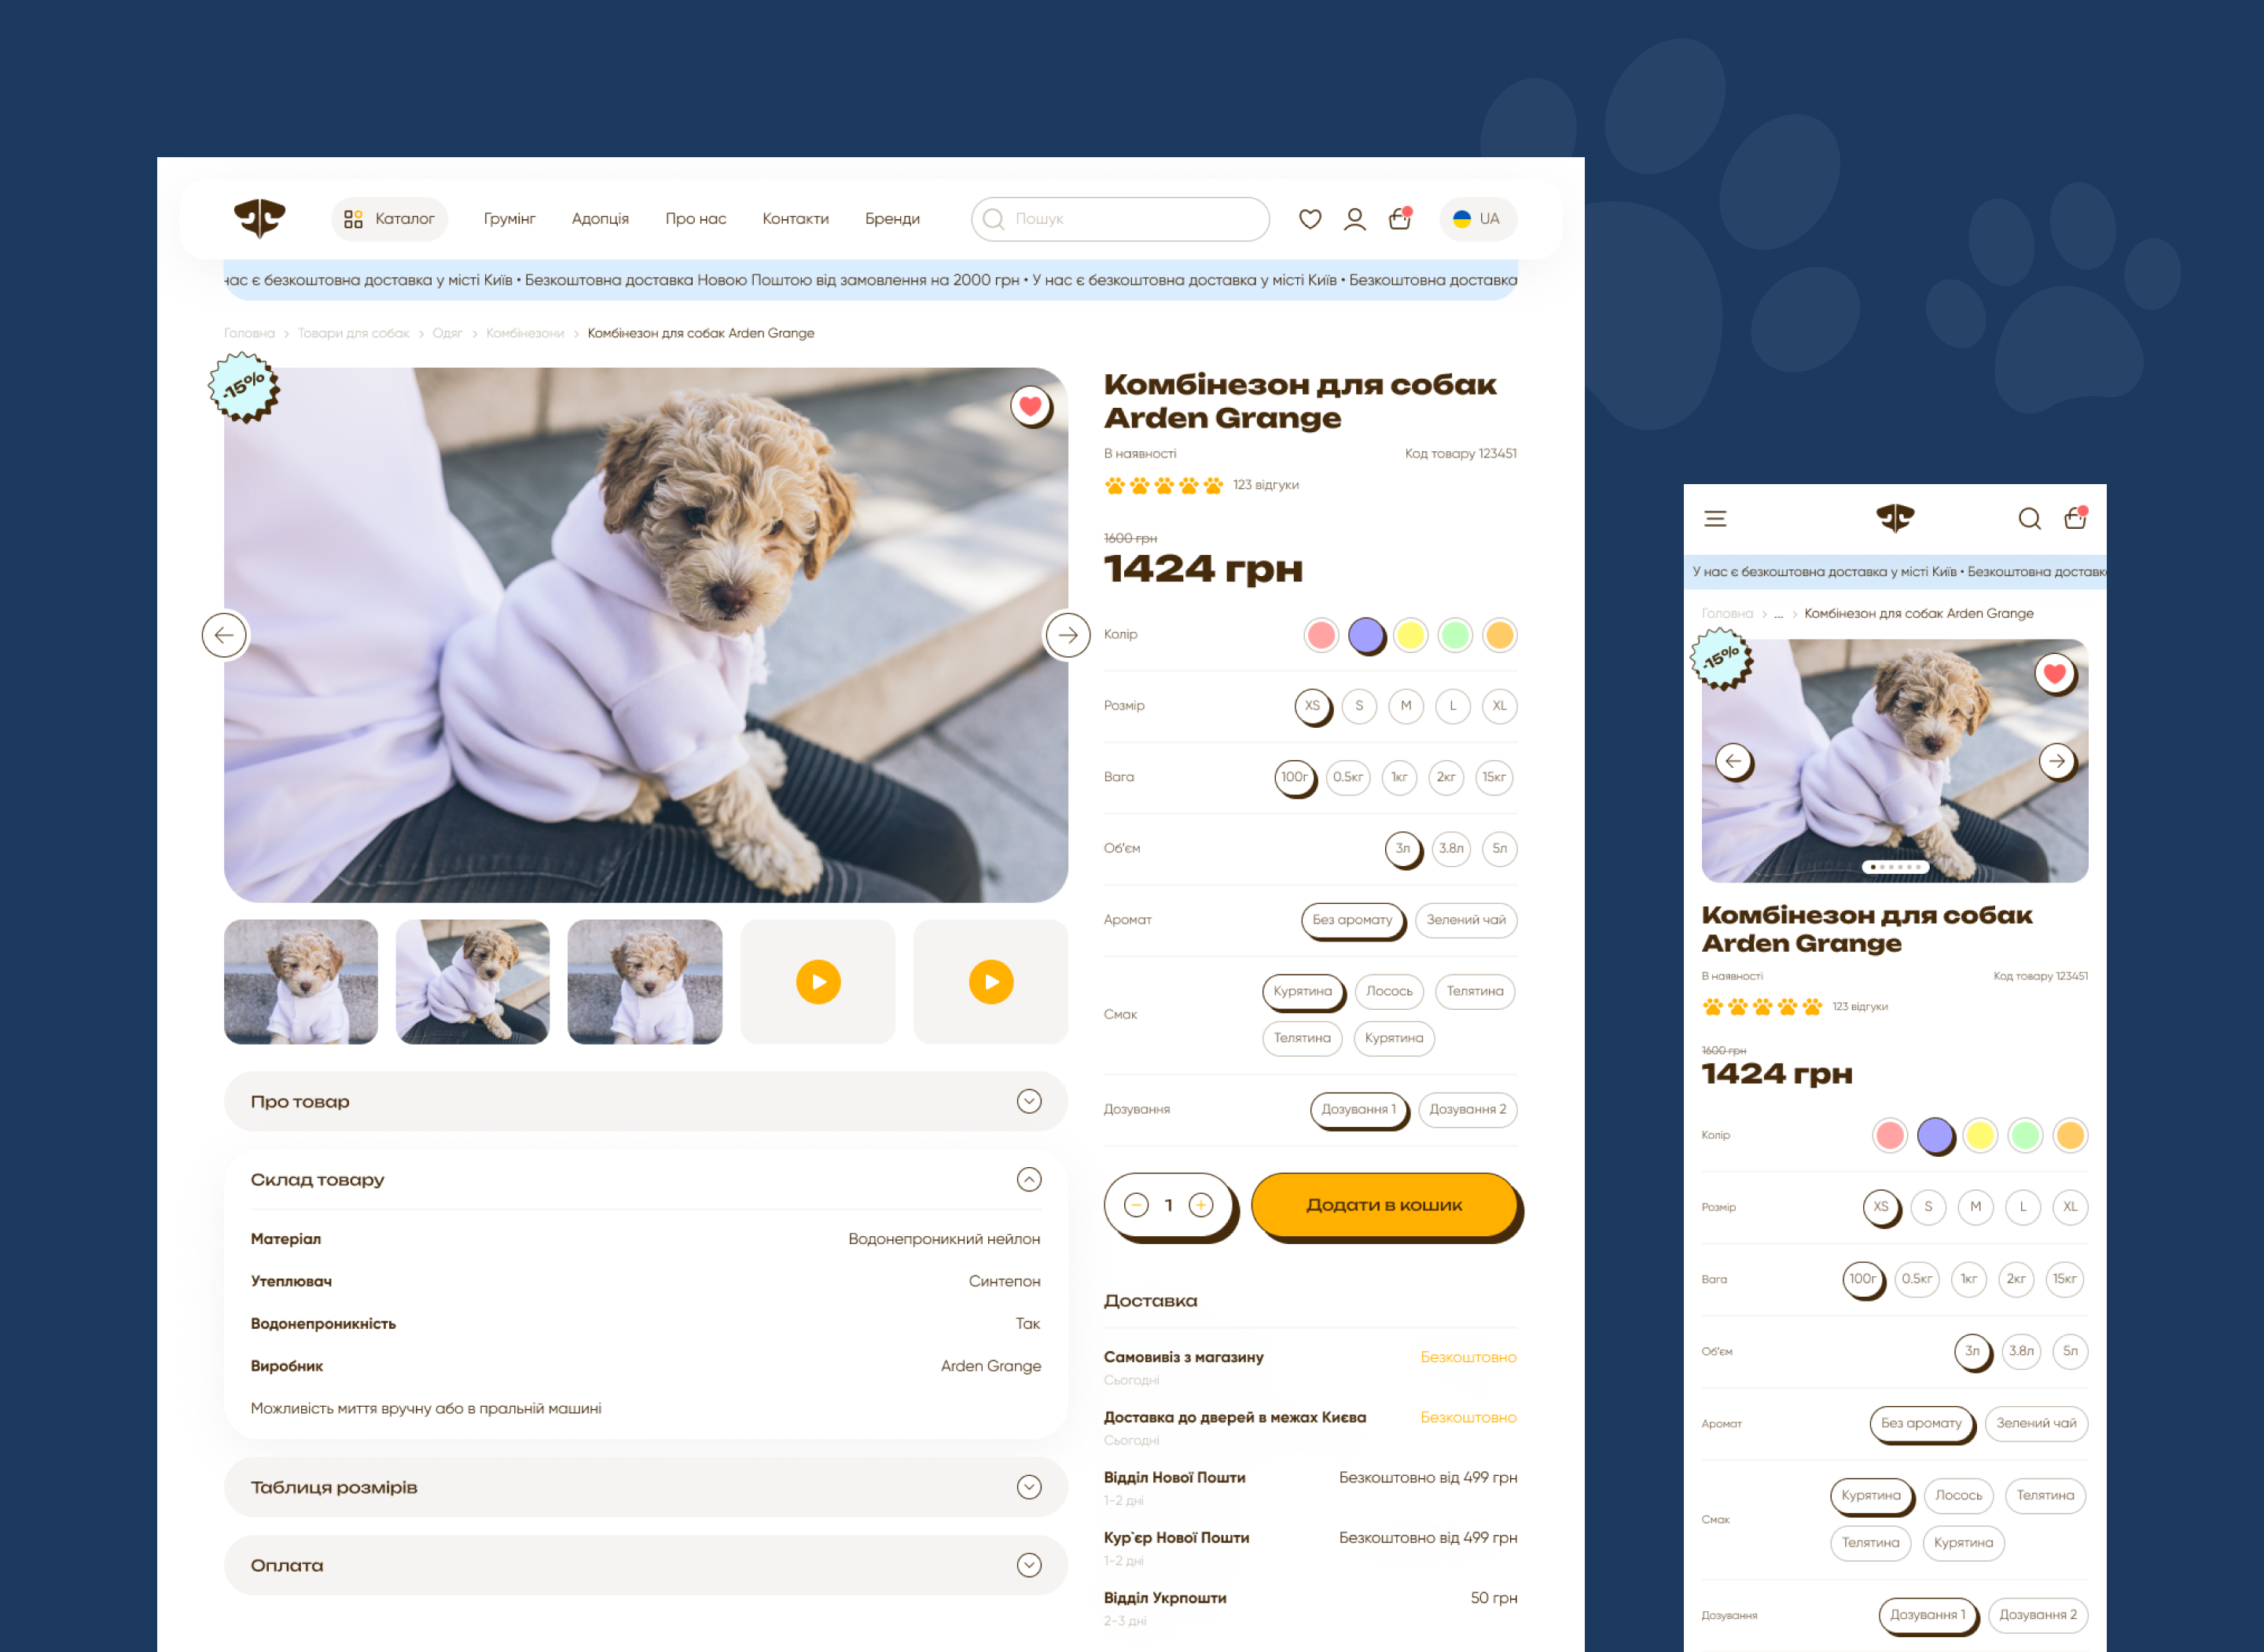 Каталог
Грумінг
Адопція
Про нас
Контакти
Бренди
Пошук
UA
нас є безкоштовна доставка у місті Київ • Безкоштовна доставка Новою Поштою від замовлення на 2000 грн • У нас є безкоштовна доставка у місті Київ • Безкоштовна доставка
Головна > Товари для собак > Одяг > Комбінезони > Комбінезон для собак Arden Grange
-15%
Комбінезон для собак
Arden Grange
В наявності
Код товару 123451
123 відгуки
1600 грн
1424 грн
Колір
Розмір
XS
S
M
L
XL
Вага
100г
0.5кг
1кг
2кг
15кг
Об'єм
3л
3.8л
5л
Аромат
Без аромату
Зелений чай
Смак
Курятина
Лосось
Телятина
Телятина
Курятина
Дозування
Дозування 1
Дозування 2
1
Додати в кошик
Про товар
Склад товару
Матеріал
Водонепроникний нейлон
Утеплювач
Синтепон
Водонепроникність
Так
Виробник
Arden Grange
Можливість миття вручну або в пральній машині
Таблиця розмірів
Оплата
Доставка
Самовивіз з магазину
Безкоштовно
Сьогодні
Доставка до дверей в межах Києва
Безкоштовно
Сьогодні
Відділ Нової Пошти
Безкоштовно від 499 грн
1-2 дні
Кур`єр Нової Пошти
Безкоштовно від 499 грн
1-2 дні
Відділ Укрпошти
50 грн
2-3 дні
У нас є безкоштовна доставка у місті Київ • Безкоштовна доставк
Головна > ... > Комбінезон для собак Arden Grange
-15%
Комбінезон для собак
Arden Grange
В наявності
Код товару 123451
123 відгуки
1600 грн
1424 грн
Колір
Розмір
XS
S
M
L
XL
Вага
100г
0.5кг
1кг
2кг
15кг
Об'єм
3л
3.8л
5л
Аромат
Без аромату
Зелений чай
Смак
Курятина
Лосось
Телятина
Телятина
Курятина
Дозування
Дозування 1
Дозування 2